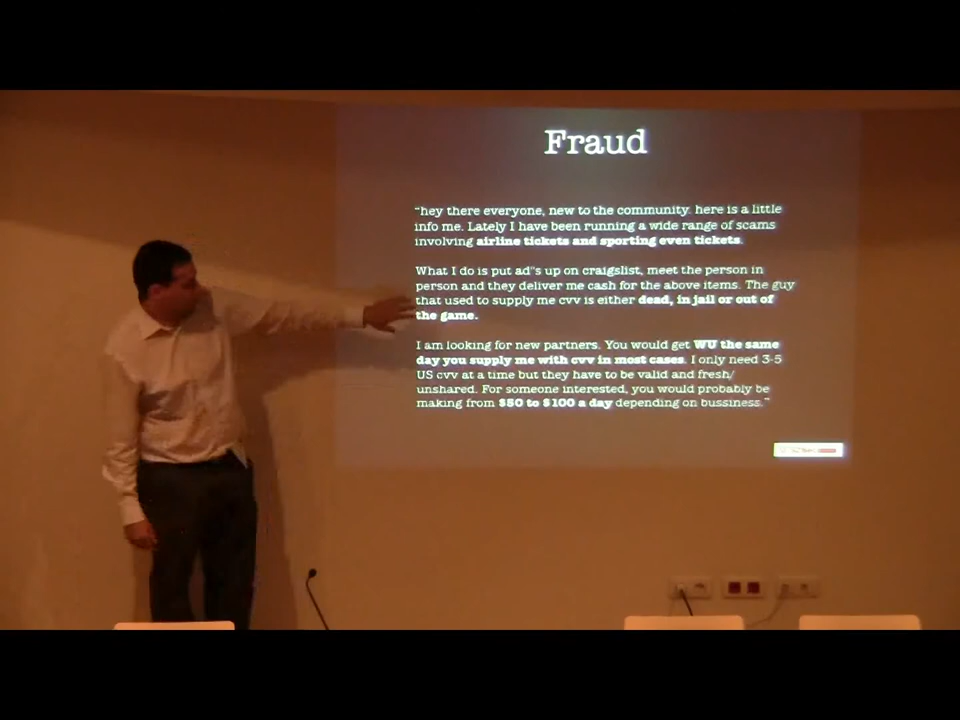 Fraud
"hey there everyone, new to the community. here is a little
info me. Lately I have been running a wide range of scams
involving airline tickets and sporting even tickets.
What I do is put ad"s up on craigslist, meet the person in
person and they deliver me cash for the above items. The guy
that used to supply me cvv is either dead, in jail or out of
the game.
I am looking for new partners. You would get WU the same
day you supply me with cvv in most cases. I only need 3-5
US cvv at a time but they have to be valid and fresh/
unshared. For someone interested, you would probably be
making from $50 to $100 a day depending on bussiness."